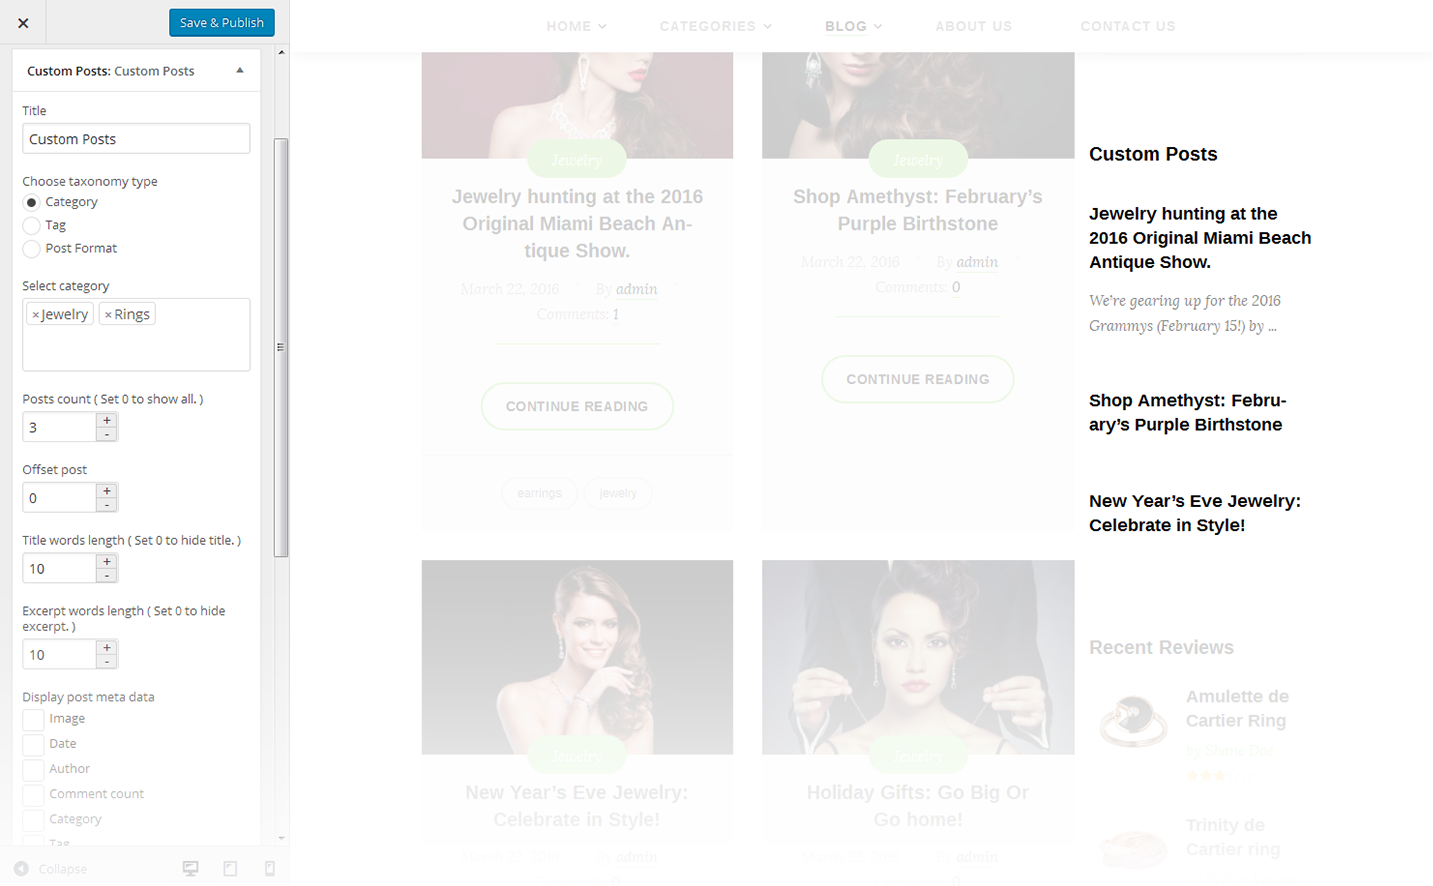 Save & Publish
Custom Posts: Custom Posts
Title
Custom Posts
Choose taxonomy type
Category
Tag
Post Format
Select category
×Jewelry ×Rings
Posts count ( Set 0 to show all. )
3
+
-
Offset post
0
+
-
Title words length ( Set 0 to hide title. )
10
+
-
Excerpt words length ( Set 0 to hide
excerpt. )
10
+
-
Display post meta data
Image
Date
Author
Comment count
Category
Tag
Collapse
HOME CATEGORIES BLOG ABOUT US CONTACT US
Jewelry
Jewelry hunting at the 2016
Original Miami Beach An-
tique Show.
March 22, 2016 By admin
Comments: 1
CONTINUE READING
earrings jewelry
Jewelry
Shop Amethyst: February’s
Purple Birthstone
March 22, 2016 By admin
Comments: 0
CONTINUE READING
Jewelry
New Year’s Eve Jewelry:
Celebrate in Style!
March 22, 2016 By admin
Comments: 0
Jewelry
Holiday Gifts: Go Big Or
Go home!
March 22, 2016 By admin
Comments: 0
Custom Posts
Jewelry hunting at the
2016 Original Miami Beach
Antique Show.
We’re gearing up for the 2016
Grammys (February 15!) by ...
Shop Amethyst: Febru-
ary’s Purple Birthstone
New Year’s Eve Jewelry:
Celebrate in Style!
Recent Reviews
Amulette de
Cartier Ring
by Shane Doe
Trinity de
Cartier ring